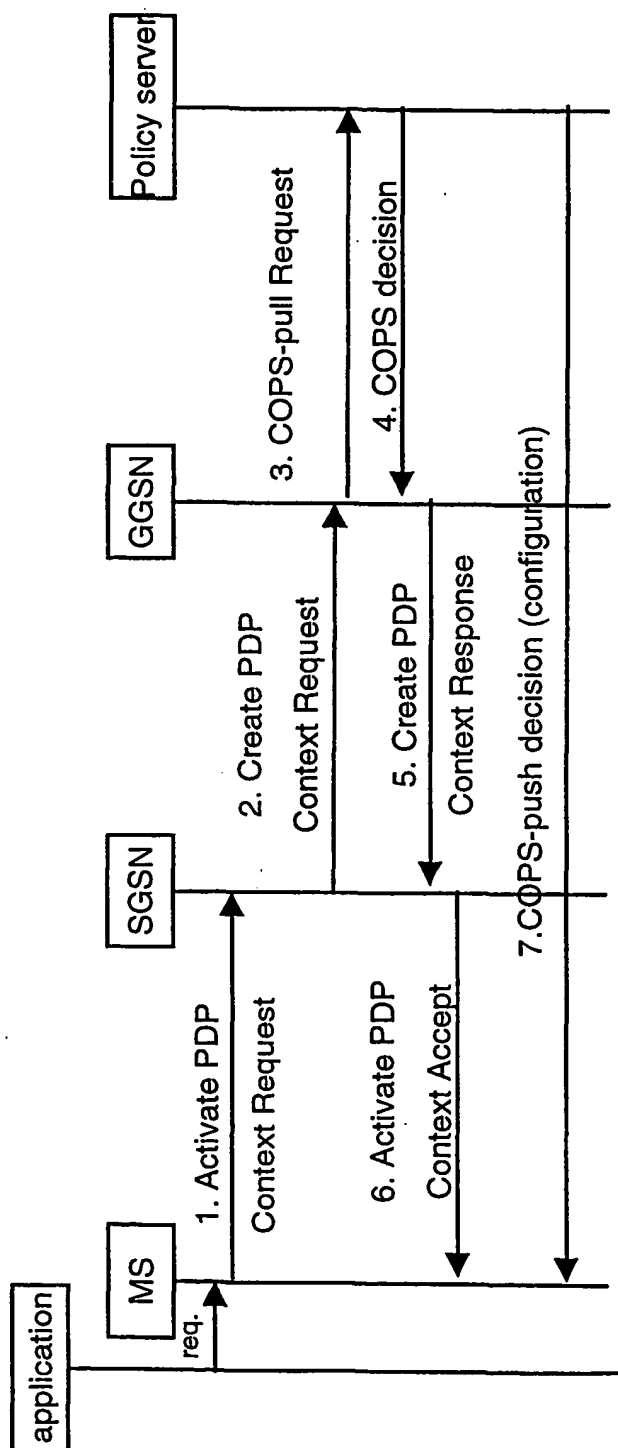 application
MS
SGSN
GGSN
Policy server
req.
1. Activate PDP
Context Request
2. Create PDP
Context Request
3. COPS-pull Request
4. COPS decision
5. Create PDP
Context Response
6. Activate PDP
Context Accept
7.COPS-push decision (configuration)